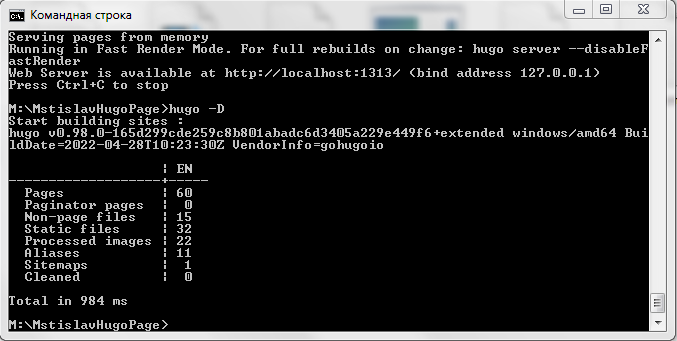 Командная строка
Serving pages from memory
Running in Fast Render Mode. For full rebuilds on change: hugo server --disableF
astRender
Web Server is available at http://localhost:1313/ (bind address 127.0.0.1)
Press Ctrl+C to stop
M:\MstislavHugoPage>hugo -D
Start building sites :
hugo v0.98.0-165d299cde259c8b801abadc6d3405a229e449f6+extended windows/amd64 Bui
ldDate=2022-04-28T10:23:30Z VendorInfo=gohugoio
| EN
--------------------+-----
Pages | 60
Paginator pages | 0
Non-page files | 15
Static files | 32
Processed images | 22
Aliases | 11
Sitemaps | 1
Cleaned | 0
Total in 984 ms
M:\MstislavHugoPage>